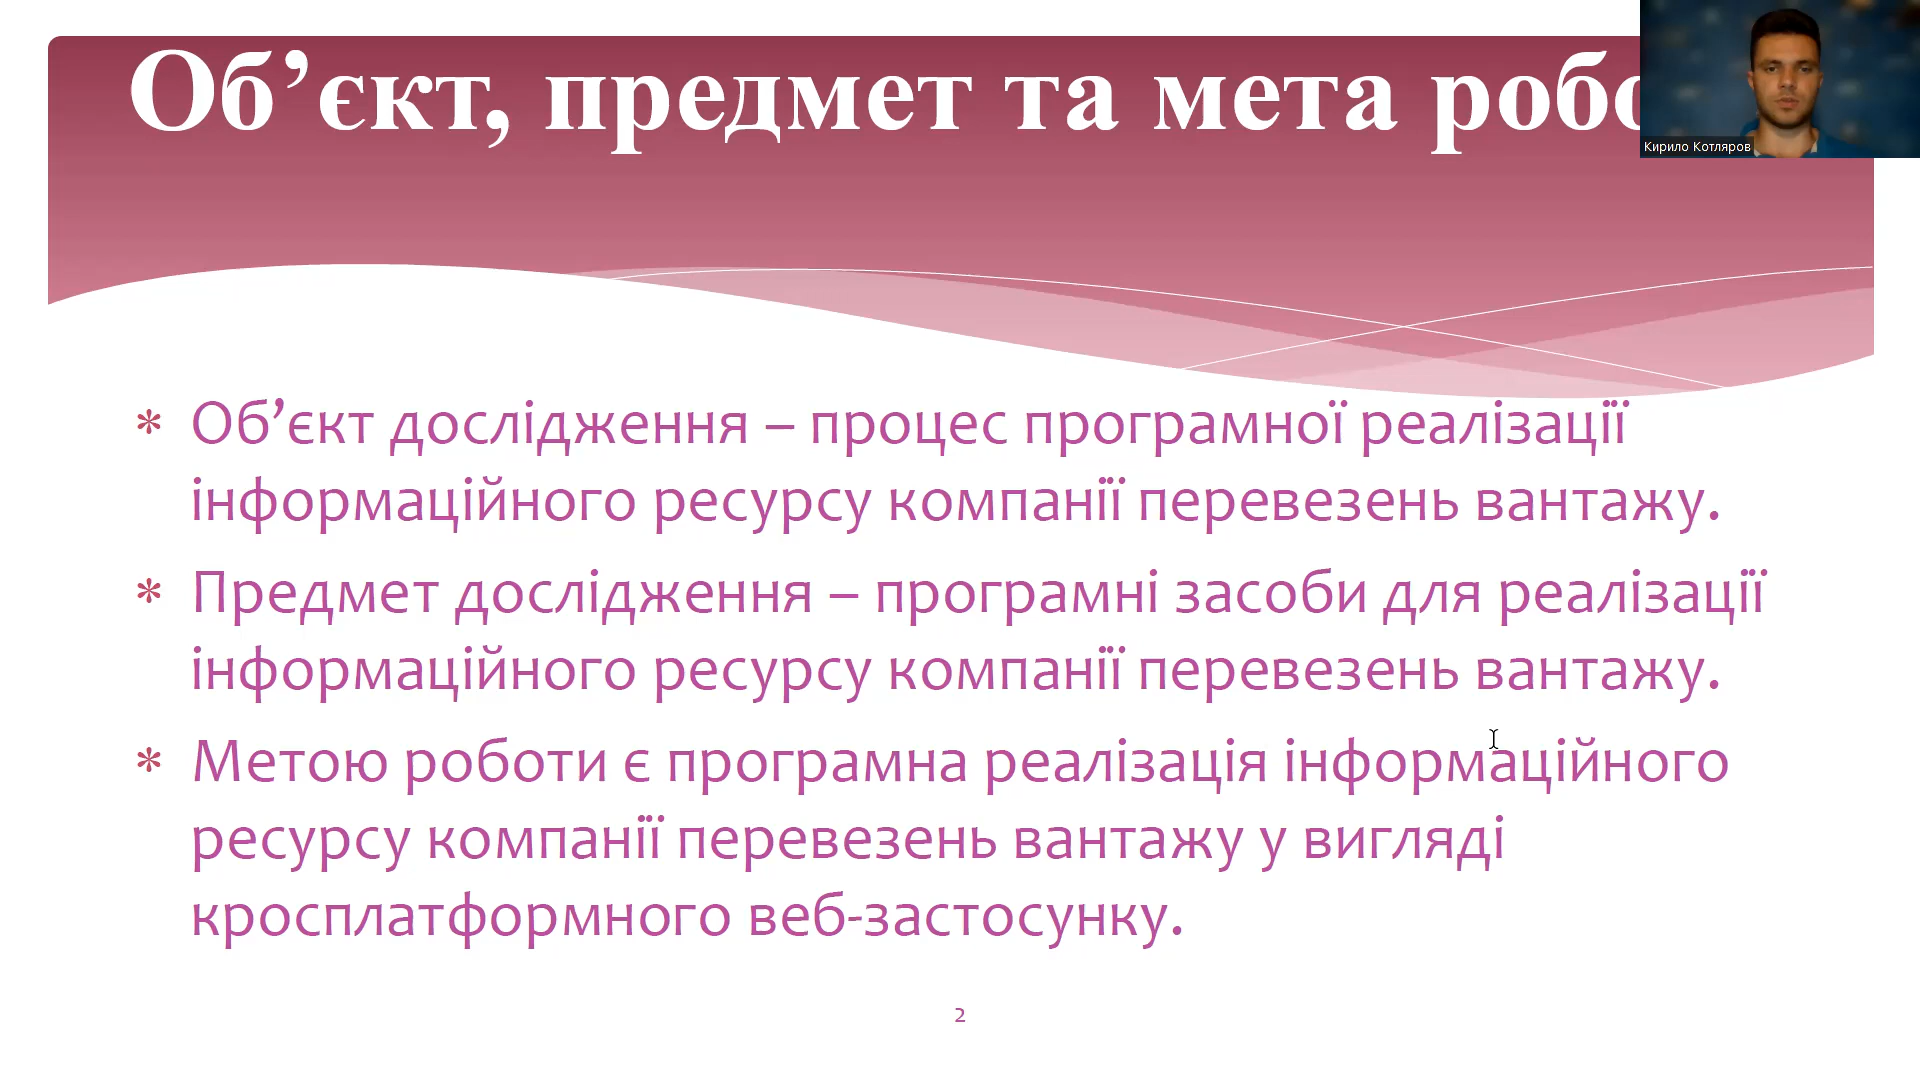 Об’єкт, предмет та мета
Кирило Котляров
Об’єкт дослідження – процес програмної реалізації
інформаційного ресурсу компанії перевезень вантажу.
Предмет дослідження – програмні засоби для реалізації
інформаційного ресурсу компанії перевезень вантажу.
Метою роботи є програмна реалізація інформаційного
ресурсу компанії перевезень вантажу у вигляді
кросплатформного веб-застосунку.
2